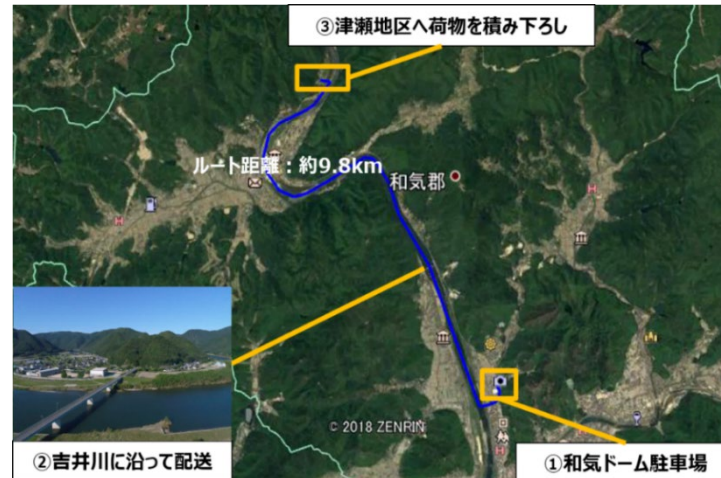 ③津瀬地区へ荷物を積み下ろし
ルート距離：約9.8km
和気郡
© 2018 ZENRIN
②吉井川に沿って配送
①和気ドーム駐車場